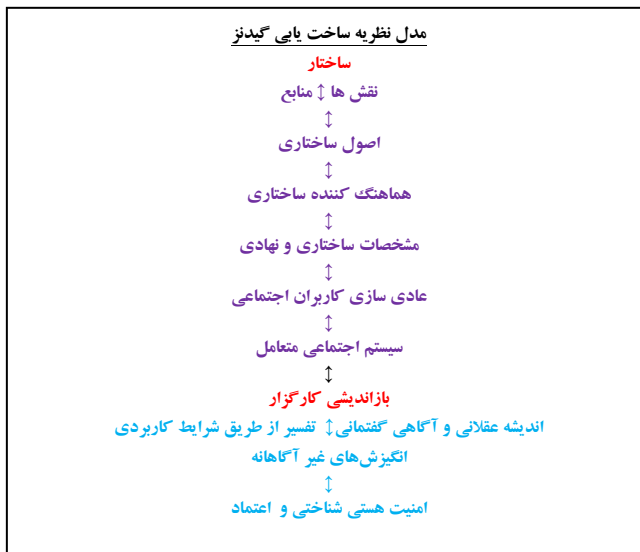 مدل نظریه ساخت یابی گیدنز
ساختار
نقش ها ↕ منابع
↕
اصول ساختاری
↕
هماهنگ کننده ساختاری
↕
مشخصات ساختاری و نهادی
↕
عادی سازی کاربران اجتماعی
↕
سیستم اجتماعی متعامل
↕
بازاندیشی کارگزار
اندیشه عقلانی و آگاهی گفتمانی ↕ تفسیر از طریق شرایط کاربردی
انگیزش‌های غیر آگاهانه
↕
امنیت هستی شناختی و اعتماد